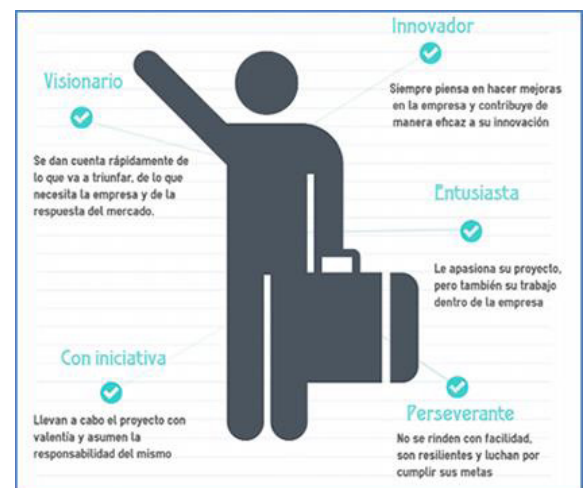 Innovador
Siempre piensa en hacer mejoras
en la empresa y contribuye de
manera eficaz a su innovación
Visionario
Se dan cuenta rápidamente de
lo que va a triunfar, de lo que
necesita la empresa y de la
respuesta del mercado.
Entusiasta
Le apasiona su proyecto,
pero también su trabajo
dentro de la empresa
Con iniciativa
Llevan a cabo el proyecto con
valentía y asumen la
responsabilidad del mismo
Perseverante
No se rinden con facilidad,
son resilientes y luchan por
cumplir sus metas